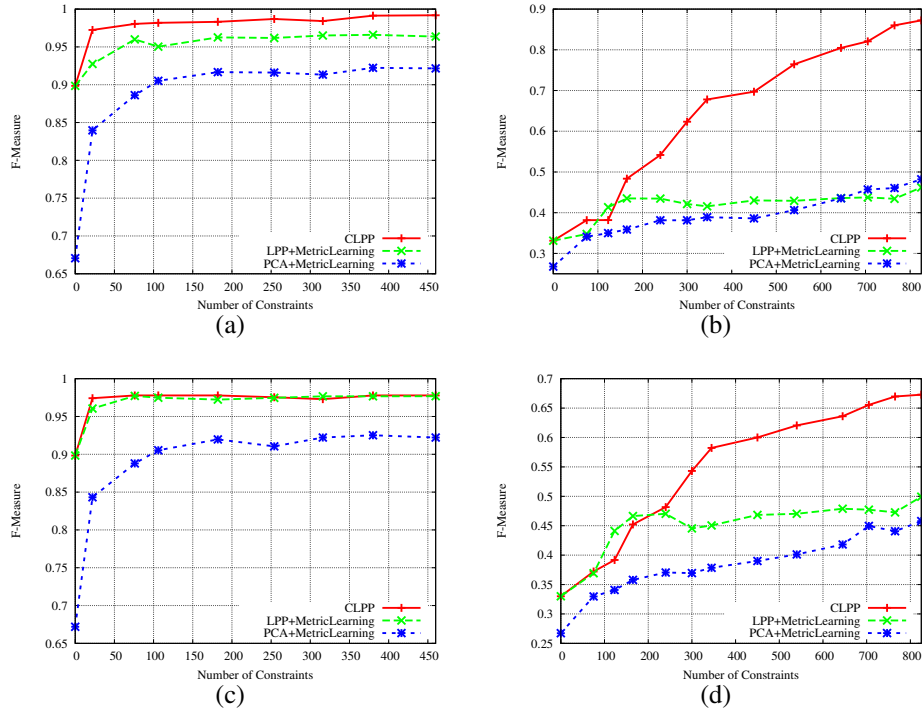 1
0.95
0.9
0.85
0.8
0.75
0.7
0.65
F-Measure
CLPP
LPP+MetricLearning
PCA+MetricLearning
0 50 100 150 200 250 300 350 400 450
Number of Constraints
(a)
0.9
0.8
0.7
0.6
0.5
0.4
0.3
F-Measure
CLPP
LPP+MetricLearning
PCA+MetricLearning
0 100 200 300 400 500 600 700 800
Number of Constraints
(b)
1
0.95
0.9
0.85
0.8
0.75
0.7
0.65
F-Measure
CLPP
LPP+MetricLearning
PCA+MetricLearning
0 50 100 150 200 250 300 350 400 450
Number of Constraints
(c)
0.7
0.65
0.6
0.55
0.5
0.45
0.4
0.35
0.3
0.25
F-Measure
CLPP
LPP+MetricLearning
PCA+MetricLearning
0 100 200 300 400 500 600 700 800
Number of Constraints
(d)